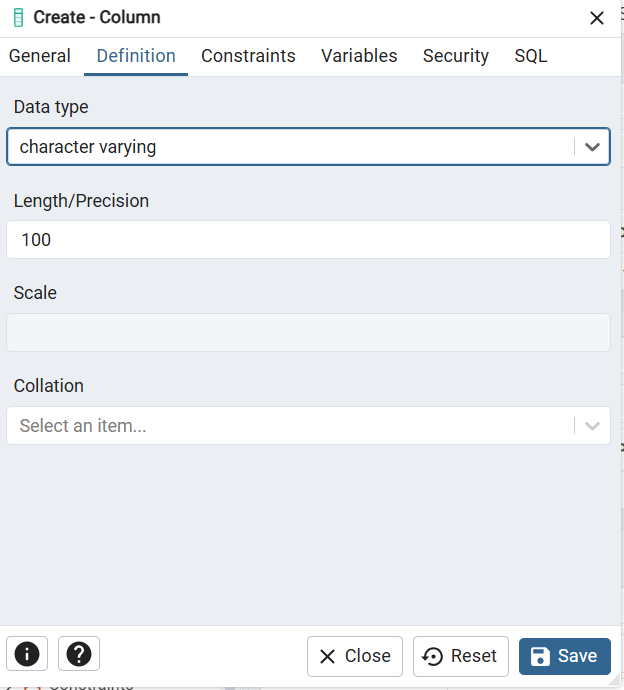 Create - Column
General Definition Constraints Variables Security SQL
Data type
character varying
Length/Precision
100
Scale
Collation
Select an item...
Close Reset Save
Constraints